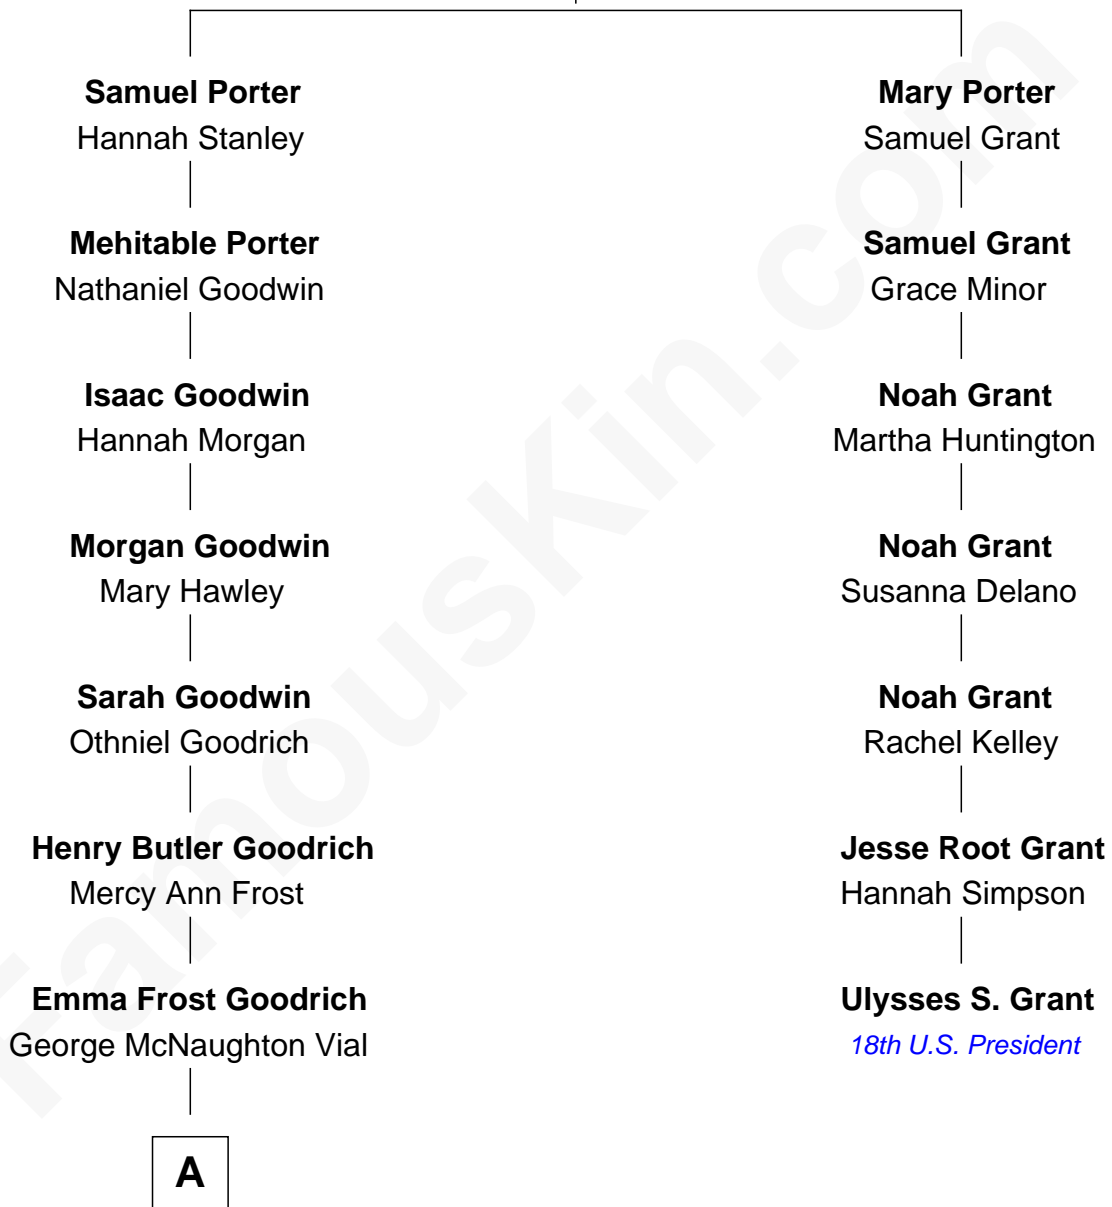 Samuel Porter
Hannah Stanley
Mary Porter
Samuel Grant
Mehitable Porter
Nathaniel Goodwin
Samuel Grant
Grace Minor
Isaac Goodwin
Hannah Morgan
Noah Grant
Martha Huntington
Morgan Goodwin
Mary Hawley
Noah Grant
Susanna Delano
Sarah Goodwin
Othniel Goodrich
Noah Grant
Rachel Kelley
Henry Butler Goodrich
Mercy Ann Frost
Jesse Root Grant
Hannah Simpson
Emma Frost Goodrich
George McNaughton Vial
Ulysses S. Grant
18th U.S. President
A
FamousKin.com